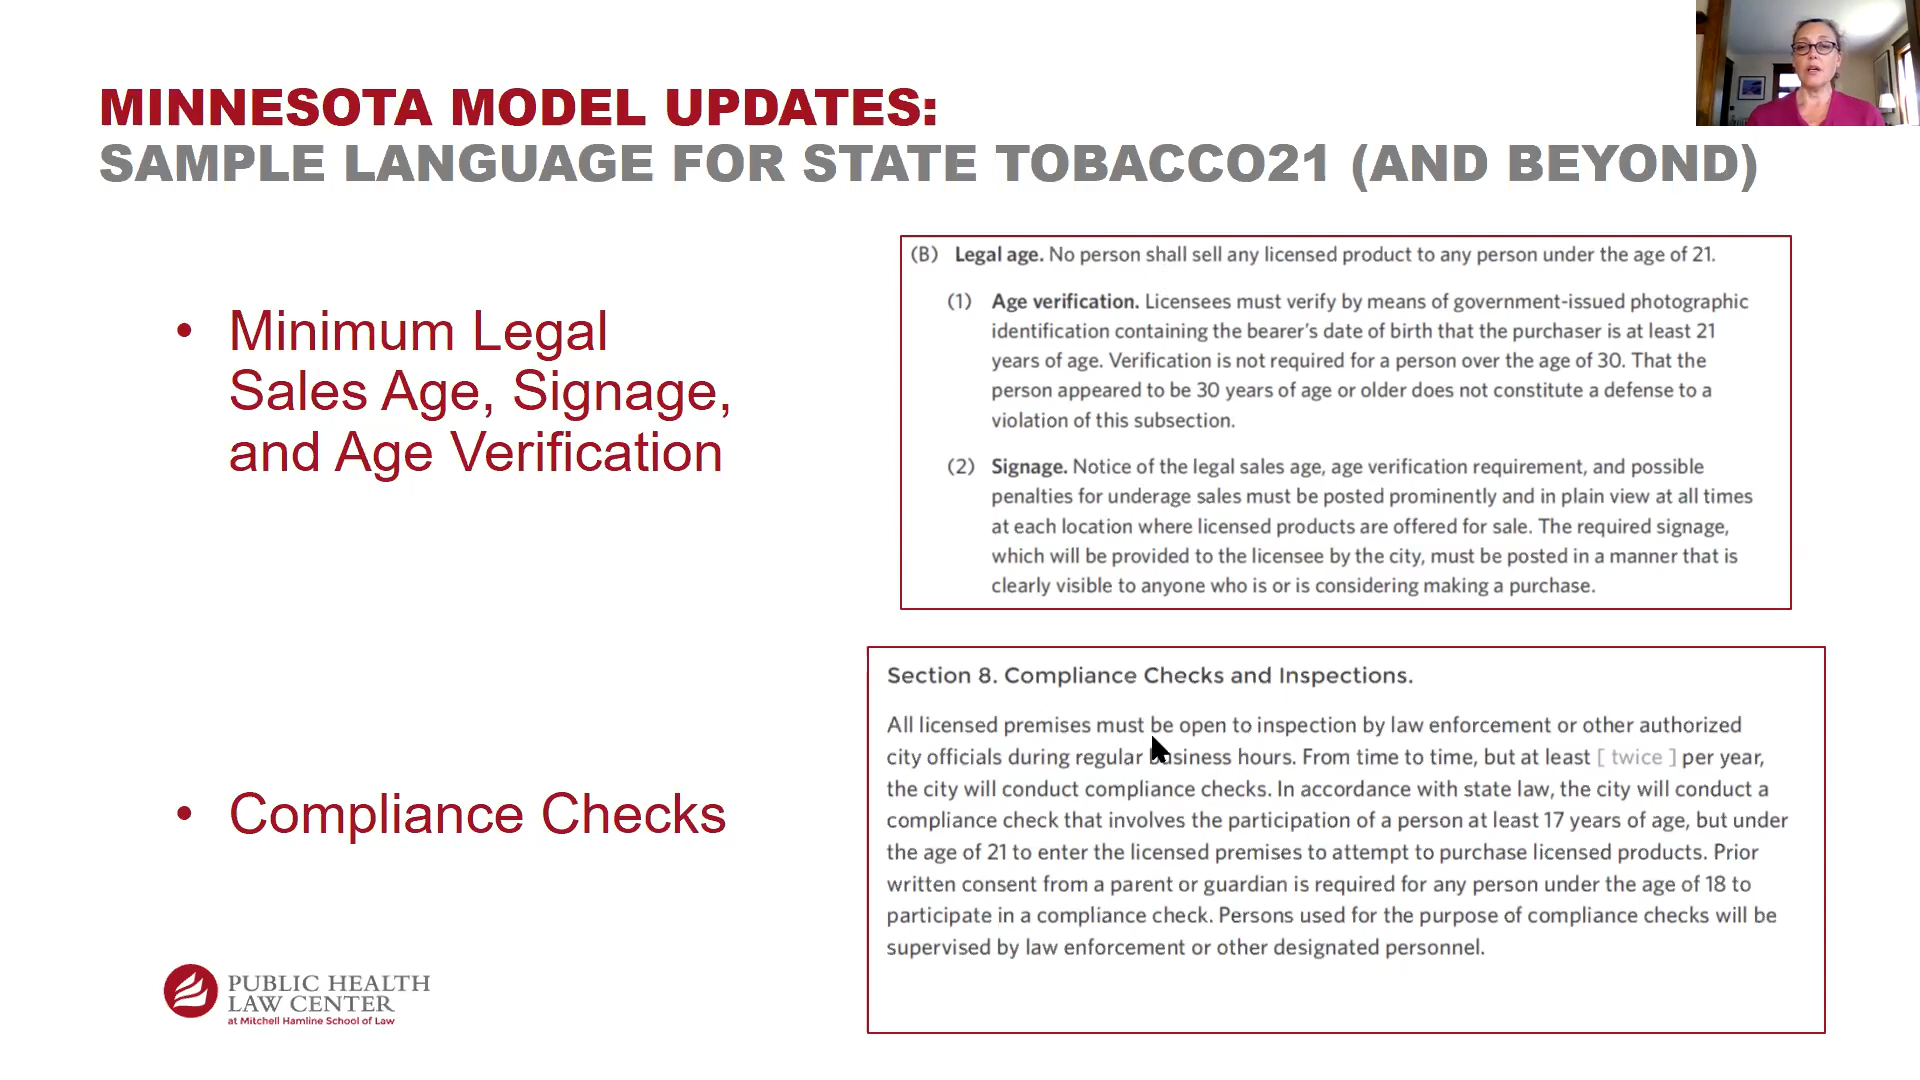 MINNESOTA MODEL UPDATES:
SAMPLE LANGUAGE FOR STATE TOBACCO21 (AND BEYOND)
• Minimum Legal
Sales Age, Signage,
and Age Verification
(B) Legal age. No person shall sell any licensed product to any person under the age of 21.
(1) Age verification. Licensees must verify by means of government-issued photographic
identification containing the bearer's date of birth that the purchaser is at least 21
years of age. Verification is not required for a person over the age of 30. That the
person appeared to be 30 years of age or older does not constitute a defense to a
violation of this subsection.
(2) Signage. Notice of the legal sales age, age verification requirement, and possible
penalties for underage sales must be posted prominently and in plain view at all times
at each location where licensed products are offered for sale. The required signage,
which will be provided to the licensee by the city, must be posted in a manner that is
clearly visible to anyone who is or is considering making a purchase.
• Compliance Checks
Section 8. Compliance Checks and Inspections.
All licensed premises must be open to inspection by law enforcement or other authorized
city officials during regular business hours. From time to time, but at least [ twice ] per year,
the city will conduct compliance checks. In accordance with state law, the city will conduct a
compliance check that involves the participation of a person at least 17 years of age, but under
the age of 21 to enter the licensed premises to attempt to purchase licensed products. Prior
written consent from a parent or guardian is required for any person under the age of 18 to
participate in a compliance check. Persons used for the purpose of compliance checks will be
supervised by law enforcement or other designated personnel.
PUBLIC HEALTH
LAW CENTER
at Mitchell Hamline School of Law